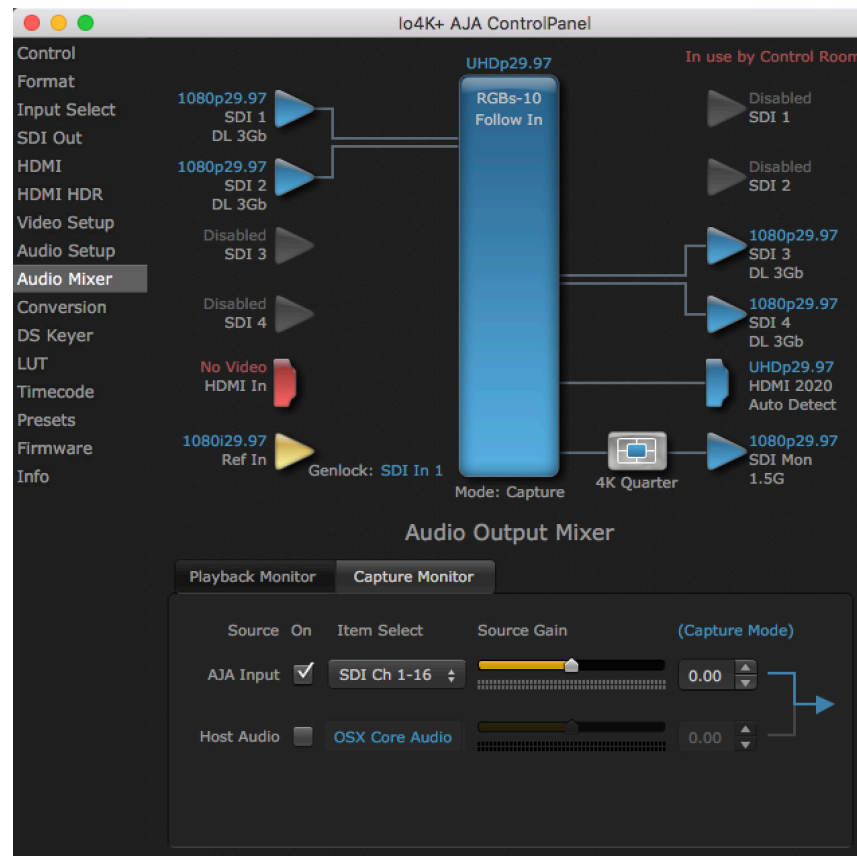 Io4K+ AJA ControlPanel
Control
Format
Input Select
SDI Out
HDMI
HDMI HDR
Video Setup
Audio Setup
Audio Mixer
Conversion
DS Keyer
LUT
Timecode
Presets
Firmware
Info
UHDp29.97
In use by Control Room
RGBs-10
Follow In
1080p29.97
SDI 1
DL 3Gb
1080p29.97
SDI 2
DL 3Gb
Disabled
SDI 3
Disabled
SDI 4
No Video
HDMI In
1080i29.97
Ref In
Genlock: SDI In 1
Mode: Capture
4K Quarter
Disabled
SDI 1
Disabled
SDI 2
1080p29.97
SDI 3
DL 3Gb
1080p29.97
SDI 4
DL 3Gb
UHDp29.97
HDMI 2020
Auto Detect
1080p29.97
SDI Mon
1.5G
Audio Output Mixer
Playback Monitor Capture Monitor
Source On Item Select Source Gain (Capture Mode)
AJA Input SDI Ch 1-16 0.00
Host Audio OSX Core Audio 0.00